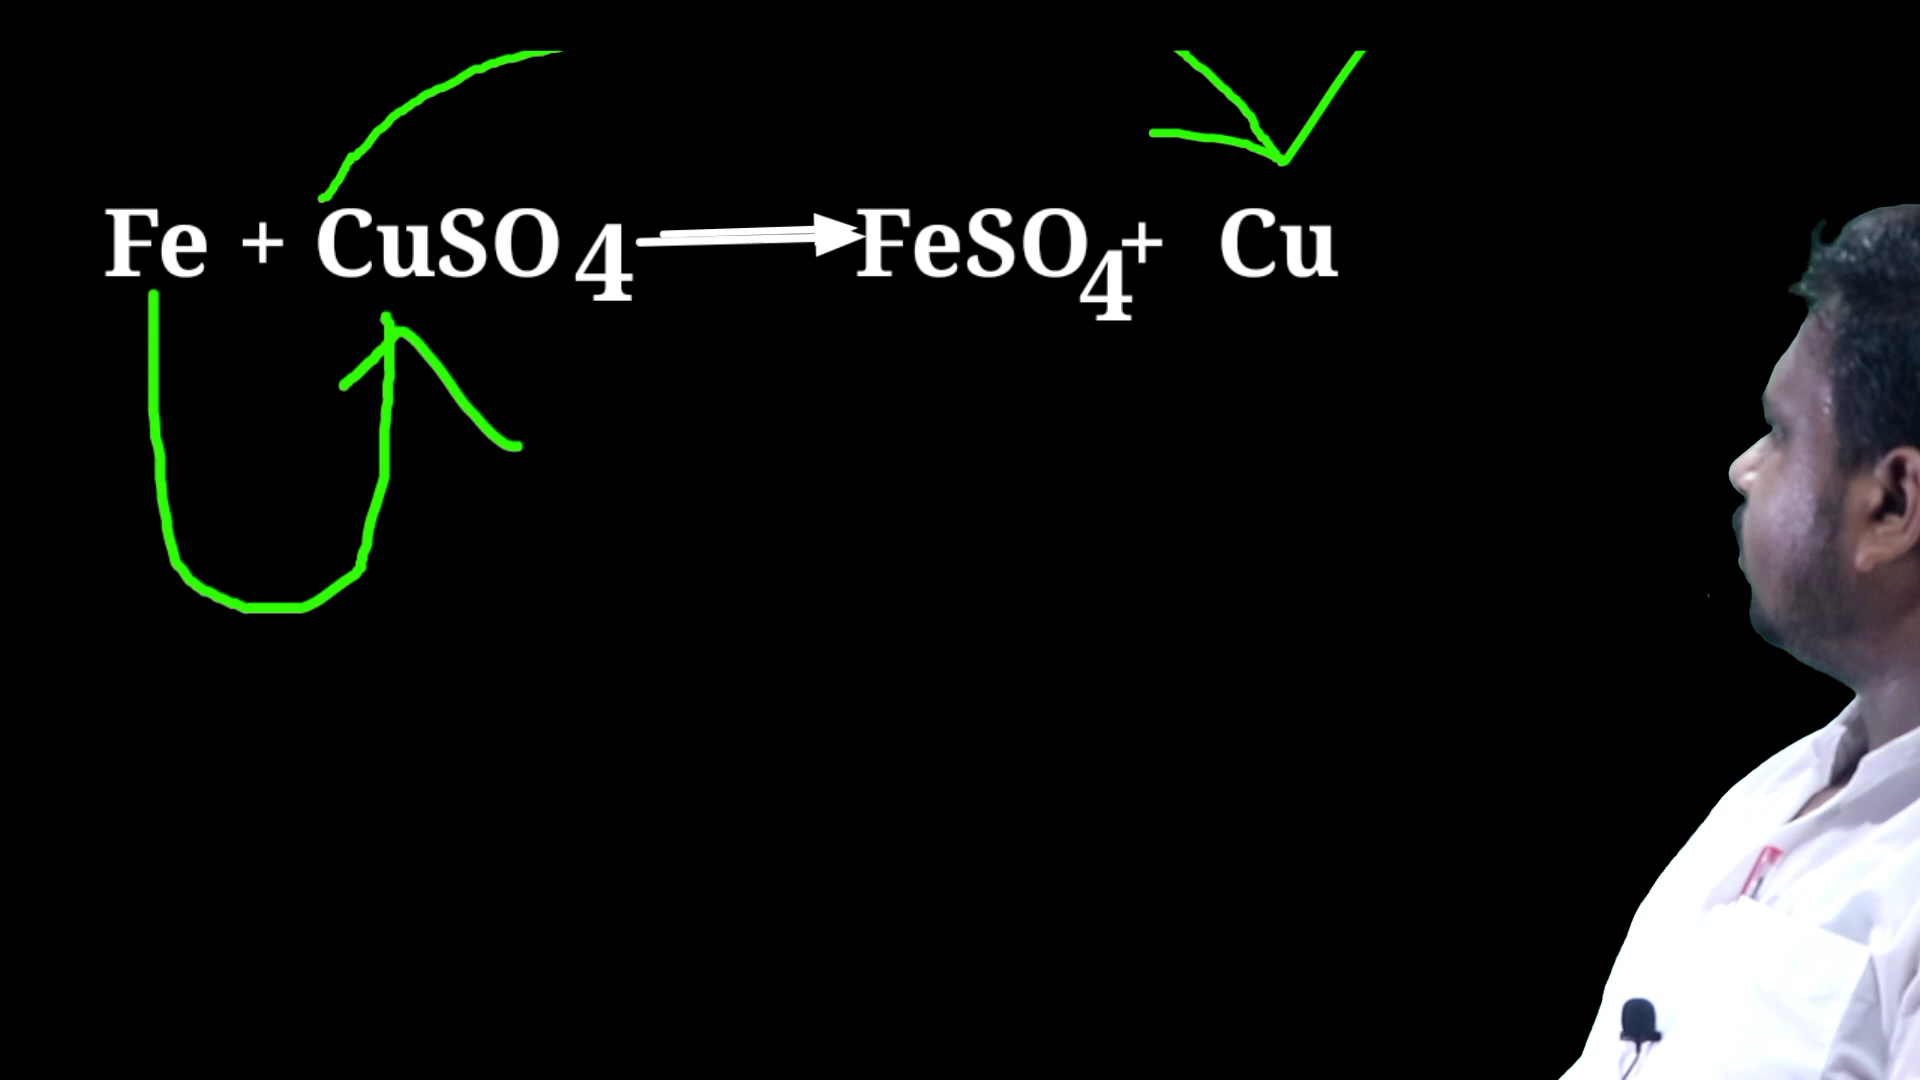 Fe + CuSO4 → FeSO4 + Cu